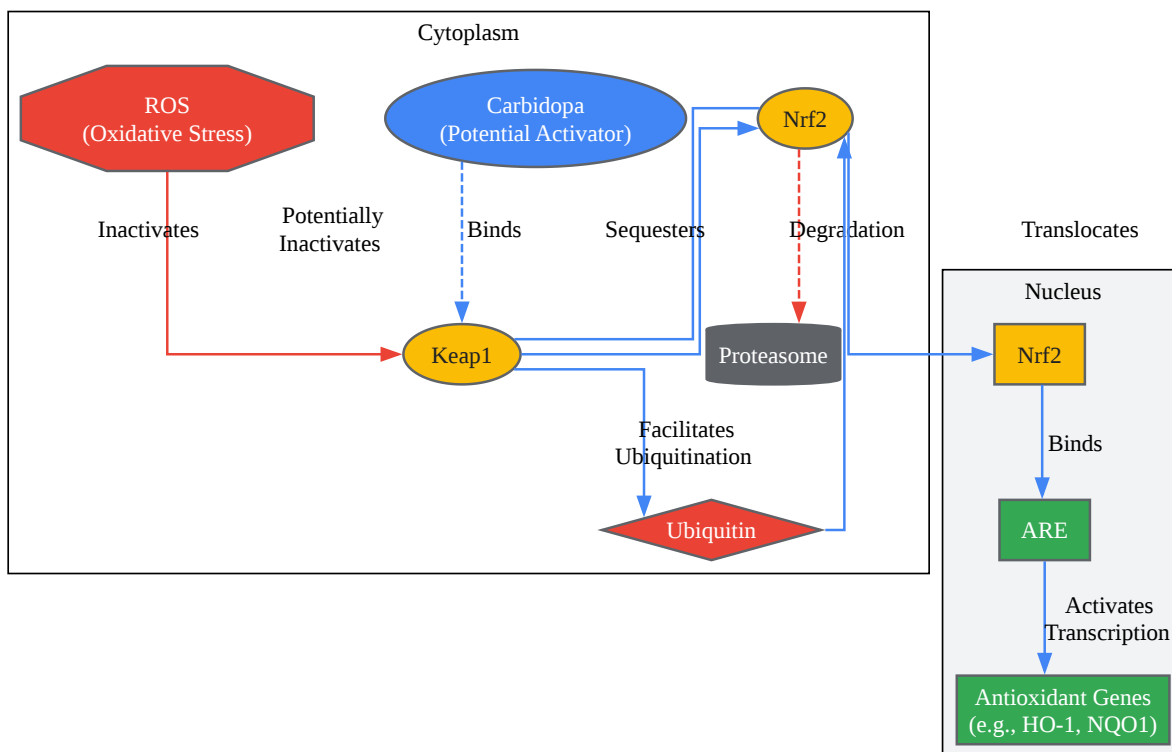 Cytoplasm
ROS
(Oxidative Stress)
Carbidopa
(Potential Activator)
Nrf2
Inactivates
Potentially
Inactivates
Binds
Sequesters
Degradation
Translocates
Nucleus
Keap1
Proteasome
Nrf2
Facilitates
Ubiquitination
Binds
Ubiquitin
ARE
Activates
Transcription
Antioxidant Genes
(e.g., HO-1, NQO1)